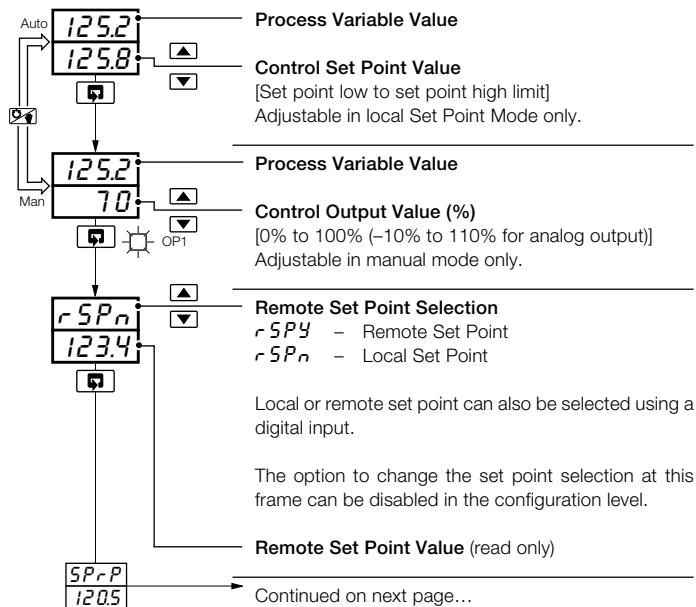 Auto
125.2
Process Variable Value
125.8
Control Set Point Value
[Set point low to set point high limit]
Adjustable in local Set Point Mode only.
125.2
Process Variable Value
Man
70
Control Output Value (%)
OP1
[0% to 100% (–10% to 110% for analog output)]
Adjustable in manual mode only.
rSPn
Remote Set Point Selection
rSPY – Remote Set Point
123.4
rSPn – Local Set Point
Local or remote set point can also be selected using a
digital input.
The option to change the set point selection at this
frame can be disabled in the configuration level.
Remote Set Point Value (read only)
SPrP
120.5
Continued on next page…